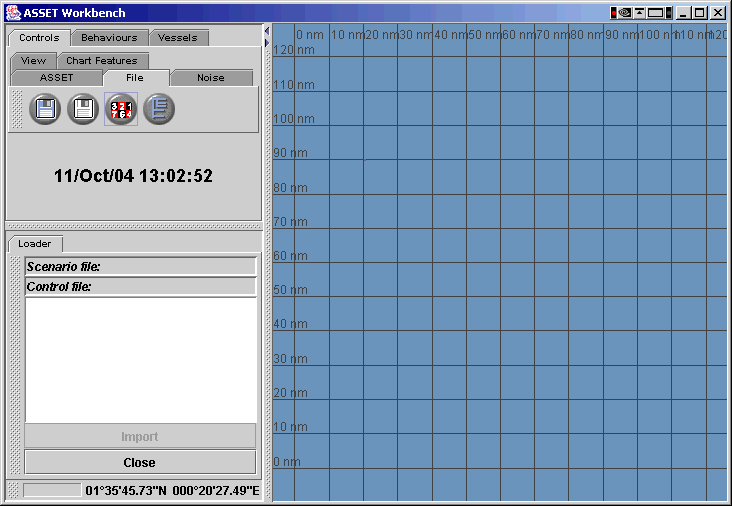 ASSET Workbench
Controls Behaviours Vessels
View Chart Features
ASSET File Noise
321
764
11/Oct/04 13:02:52
Loader
Scenario file:
Control file:
Import
Close
01°35'45.73"N 000°20'27.49"E
0 nm 10 nm 20 nm 30 nm 40 nm 50 nm 60 nm 70 nm 80 nm 90 nm 100 nm 110 nm 120
120 nm
110 nm
100 nm
90 nm
80 nm
70 nm
60 nm
50 nm
40 nm
30 nm
20 nm
10 nm
0 nm